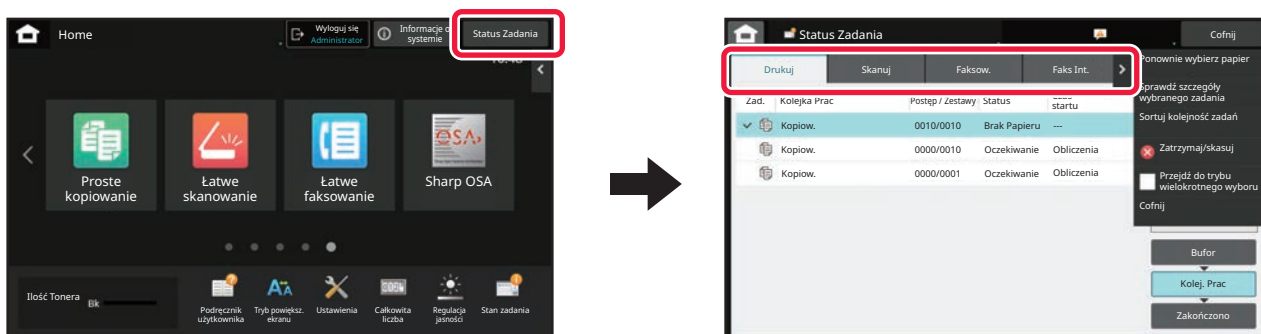 Home
Wyloguj się
Administrator
Informacje o
systemie
Status Zadania
Proste
kopiowanie
Łatwe
skanowanie
Łatwe
faksowanie
OSA
Sharp OSA
Ilość Tonera
Bk
Podręcznik
użytkownika
Tryb powiększ.
ekranu
Ustawienia
Całkowita
liczba
Regulacja
jasności
Stan zadania
Status Zadania
Cofnij
Drukuj
Skanuj
Faksow.
Faks Int.
Zad.
Kolejka Prac
Postęp / Zestawy
Status
startu
Kopiow.
0010/0010
Brak Papieru
---
Kopiow.
0000/0010
Oczekiwanie
Obliczenia
Kopiow.
0000/0001
Oczekiwanie
Obliczenia
Ponownie wybierz papier
Sprawdź szczegóły
wybranego zadania
Sortuj kolejność zadań
Zatrzymaj/skasuj
Przejdź do trybu
wielokrotnego wyboru
Cofnij
Bufor
Kolej. Prac
Zakończono